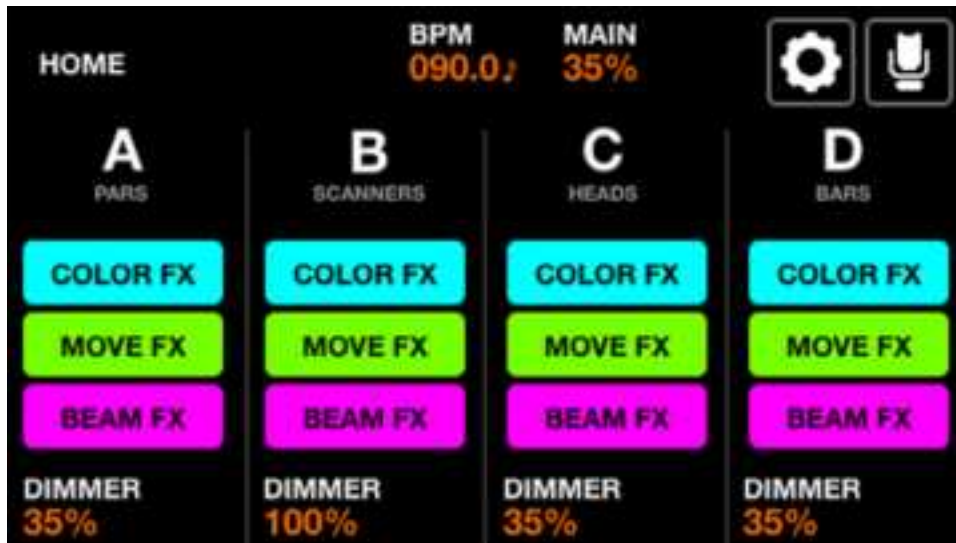 HOME
BPM
090.0♪
MAIN
35%
A
PARS
COLOR FX
MOVE FX
BEAM FX
DIMMER
35%
B
SCANNERS
COLOR FX
MOVE FX
BEAM FX
DIMMER
100%
C
HEADS
COLOR FX
MOVE FX
BEAM FX
DIMMER
35%
D
BARS
COLOR FX
MOVE FX
BEAM FX
DIMMER
35%